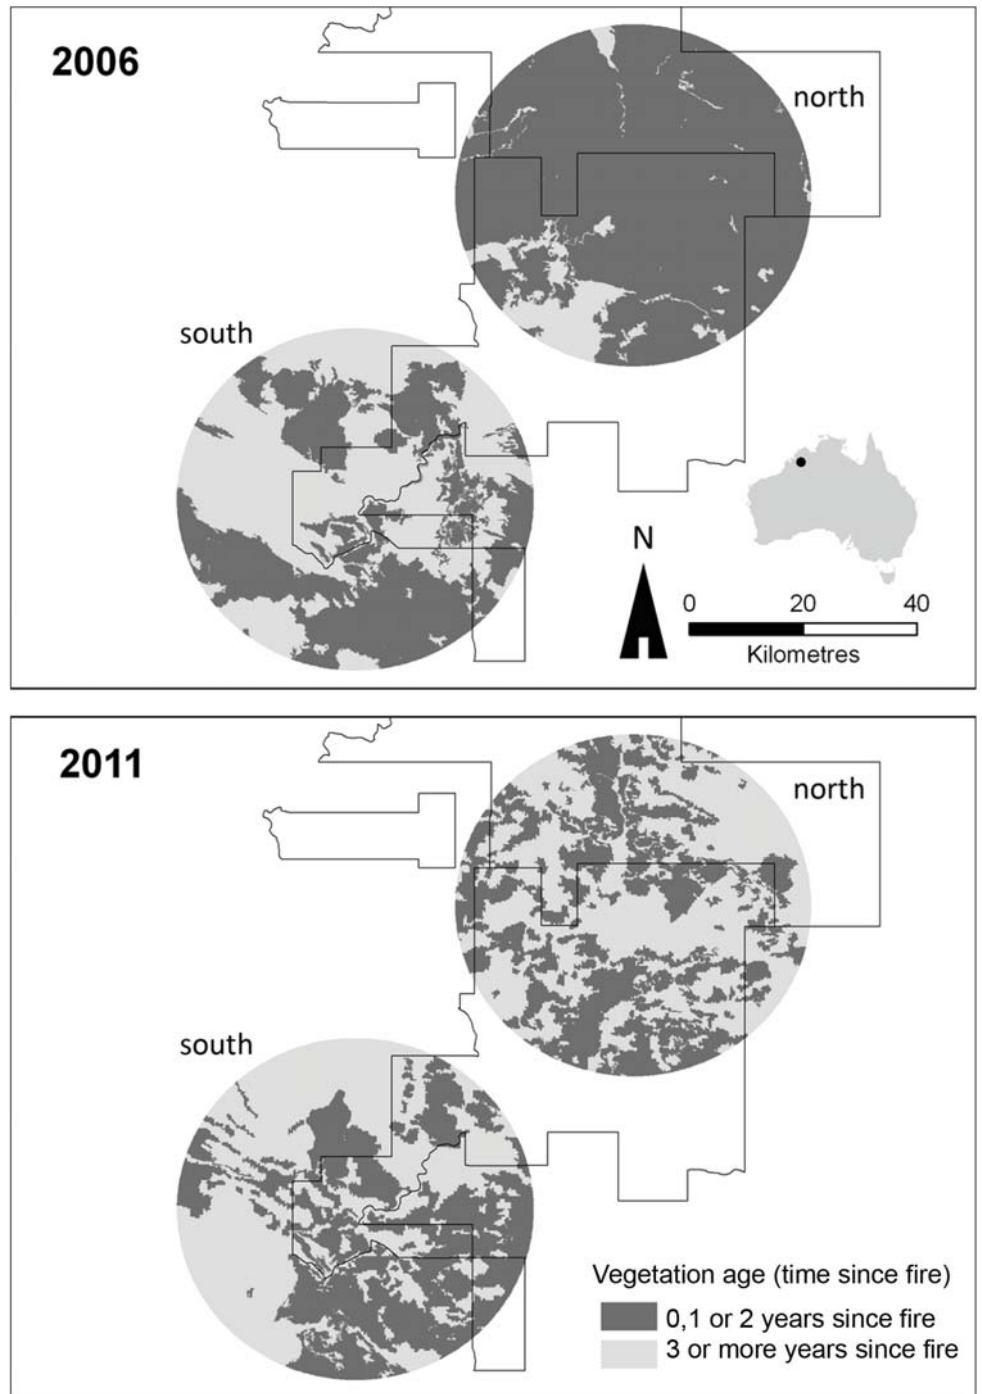 2006
north
south
N
0 20 40
Kilometres
2011
north
south
Vegetation age (time since fire)
0,1 or 2 years since fire
3 or more years since fire